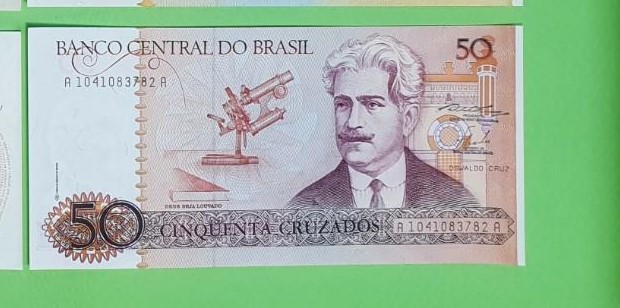 BANCO CENTRAL DO BRASIL
50
A 1041083782 A
OSWALDO CRUZ
DEUS SEJA LOUVADO
50
CINQUENTA CRUZADOS
A 1041083782 A